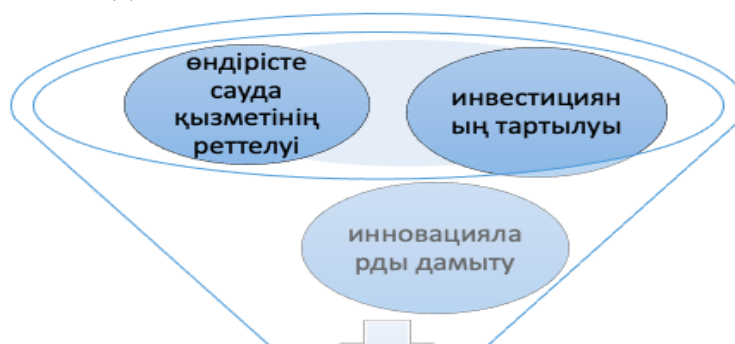 өндірісте
сауда
қызметінің
реттелуі
инвестициян
ың тартылуы
инновацияла
рды дамыту